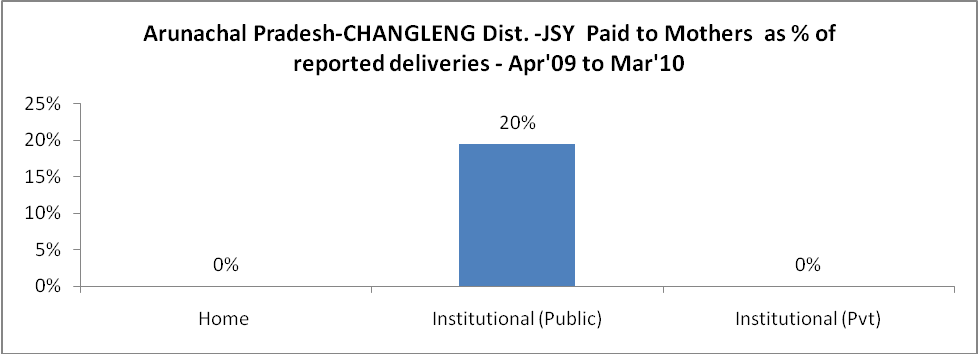 Arunachal Pradesh-CHANGLENG Dist. -JSY  Paid to Mothers  as % of
reported deliveries - Apr'09 to Mar'10
25%
20%
15%
10%
5%
0%
0%
20%
0%
Home
Institutional (Public)
Institutional (Pvt)